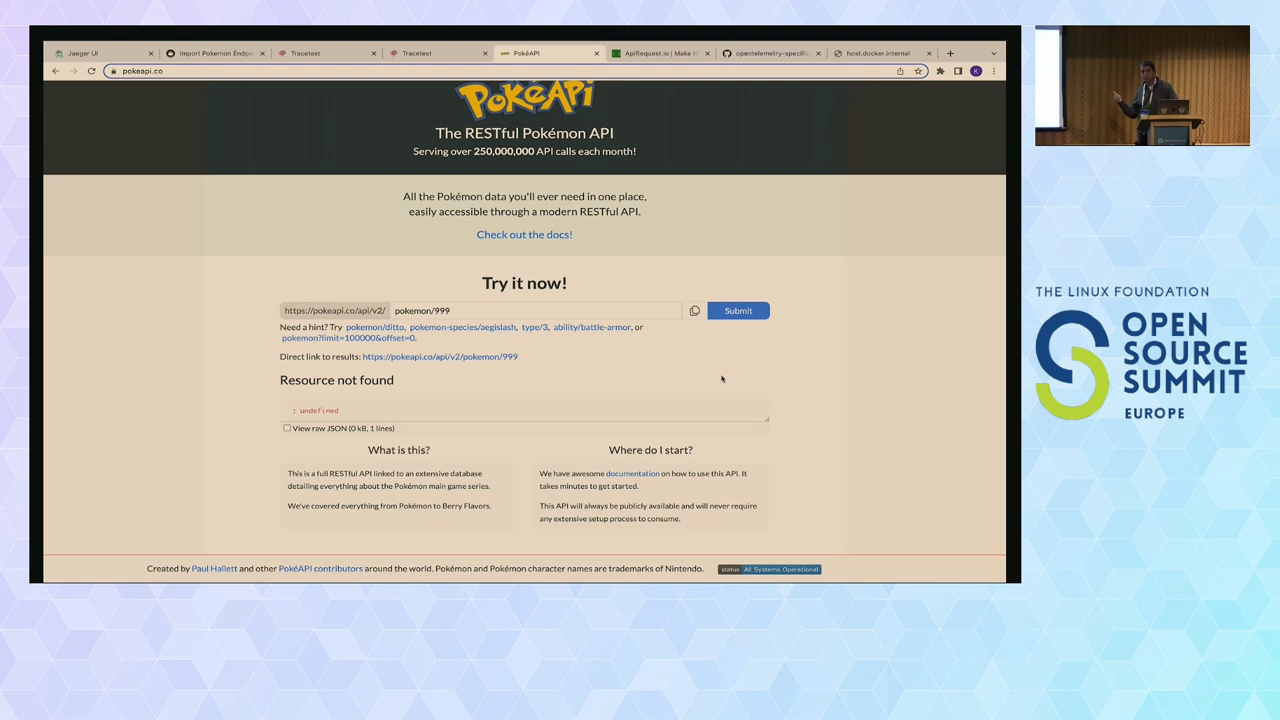 Jaeger UI
Import Pokemon Endpo
Tracetest
Tracetest
PokéAPI
ApiRequest.io | Make H
opentelemetry-specific
host.docker.internal
pokeapi.co
K
PokéAPI
The RESTful Pokémon API
Serving over 250,000,000 API calls each month!
All the Pokémon data you'll ever need in one place,
easily accessible through a modern RESTful API.
Check out the docs!
Try it now!
https://pokeapi.co/api/v2/ pokemon/999 Submit
Need a hint? Try pokemon/ditto, pokemon-species/aegislash, type/3, ability/battle-armor, or
pokemon?limit=100000&offset=0.
Direct link to results: https://pokeapi.co/api/v2/pokemon/999
Resource not found
: undefined
View raw JSON (0 kB, 1 lines)
What is this?
This is a full RESTful API linked to an extensive database
detailing everything about the Pokémon main game series.
We've covered everything from Pokémon to Berry Flavors.
Where do I start?
We have awesome documentation on how to use this API. It
takes minutes to get started.
This API will always be publicly available and will never require
any extensive setup process to consume.
Created by Paul Hallett and other PokéAPI contributors around the world. Pokémon and Pokémon character names are trademarks of Nintendo.
status All Systems Operational
THE LINUX FOUNDATION
OPEN
SOURCE
SUMMIT
EUROPE